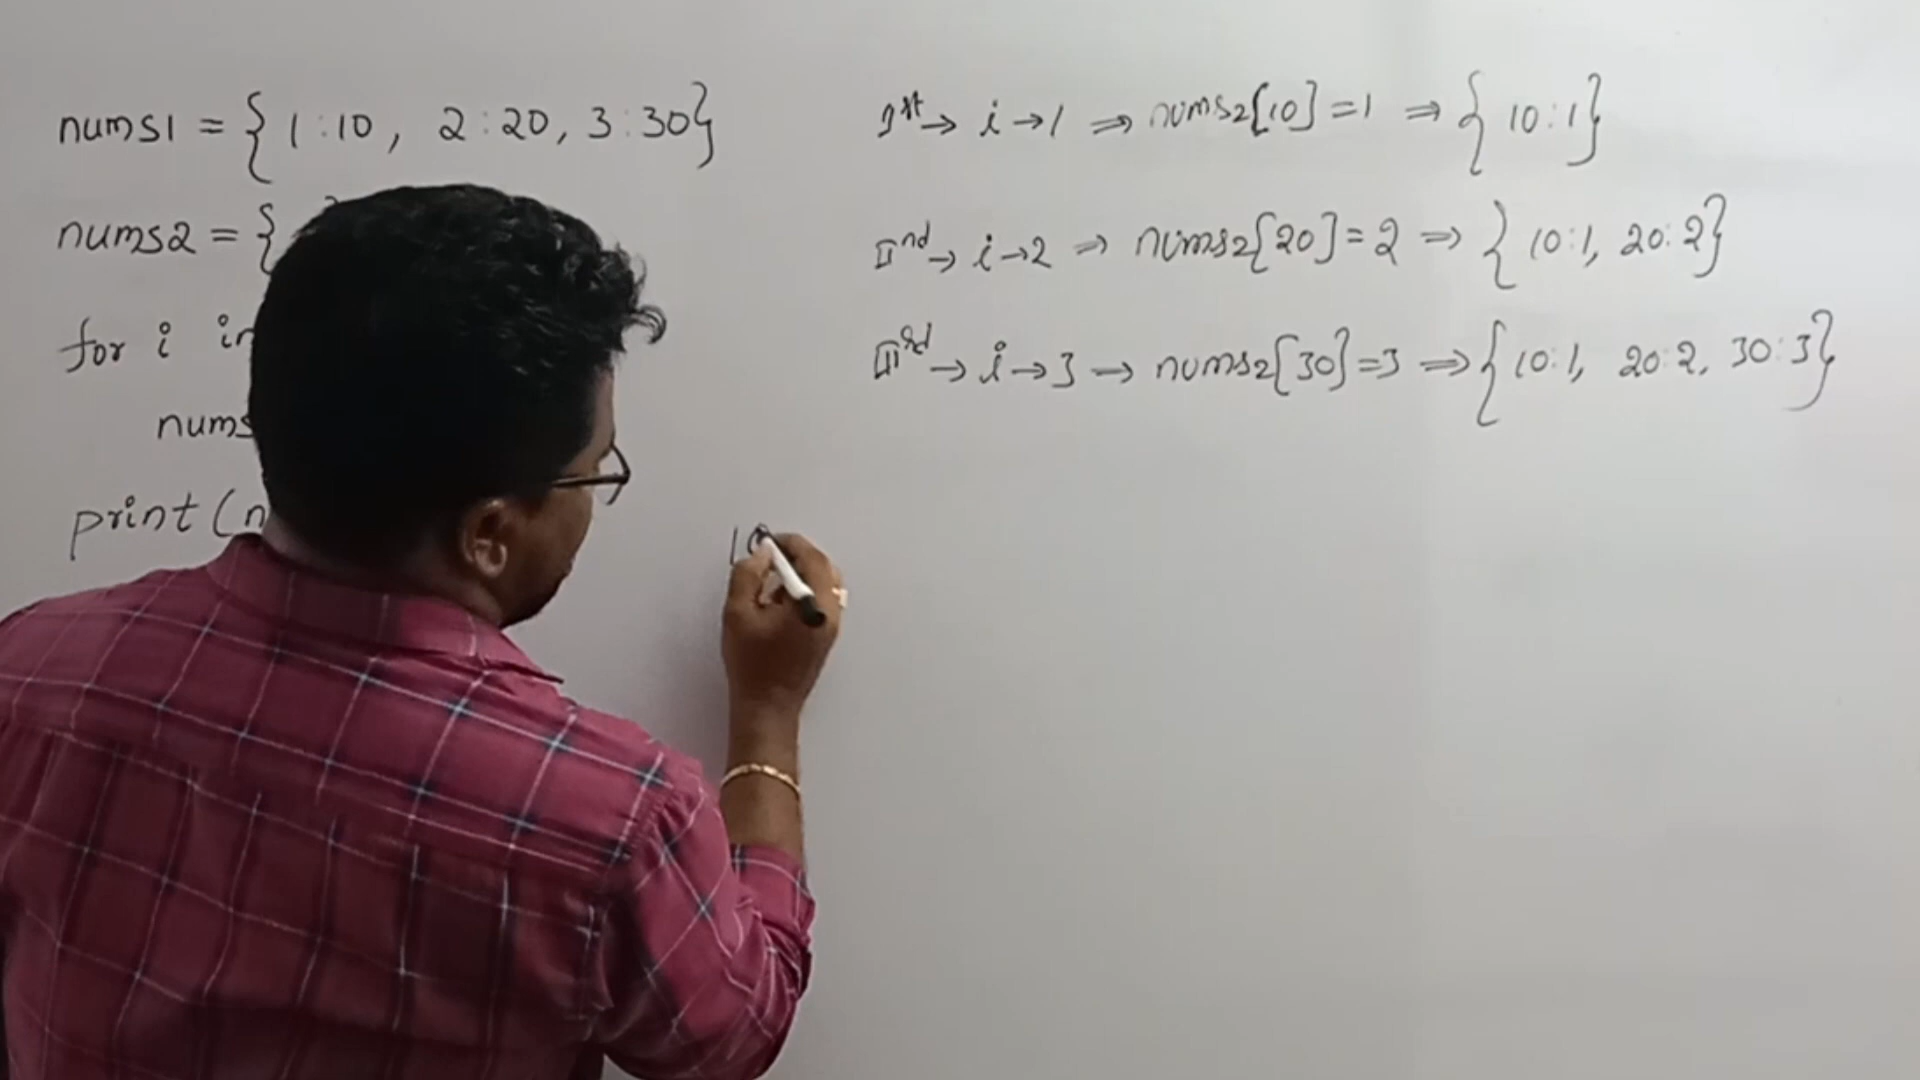 nums1 = {1:10, 2:20, 3:30}
nums2 = {
for i in
nums
print(n
1st → i → 1 ⇒ nums2[10] = 1 ⇒ {10:1}
IInd → i → 2 ⇒ nums2[20] = 2 ⇒ {10:1, 20:2}
IIIrd → i → 3 → nums2[30] = 3 ⇒ {10:1, 20:2, 30:3}
10